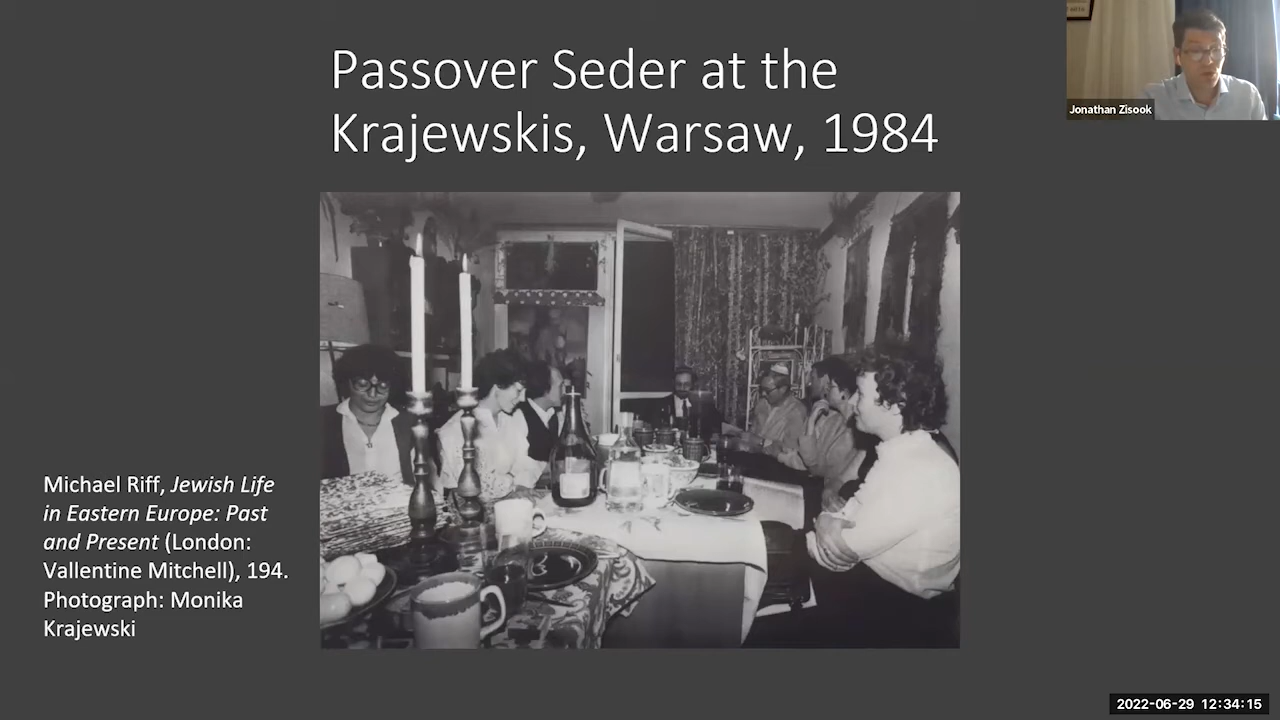 Passover Seder at the
Krajewskis, Warsaw, 1984
Jonathan Zisook
Michael Riff, Jewish Life
in Eastern Europe: Past
and Present (London:
Vallentine Mitchell), 194.
Photograph: Monika
Krajewski
2022-06-29 12:34:15